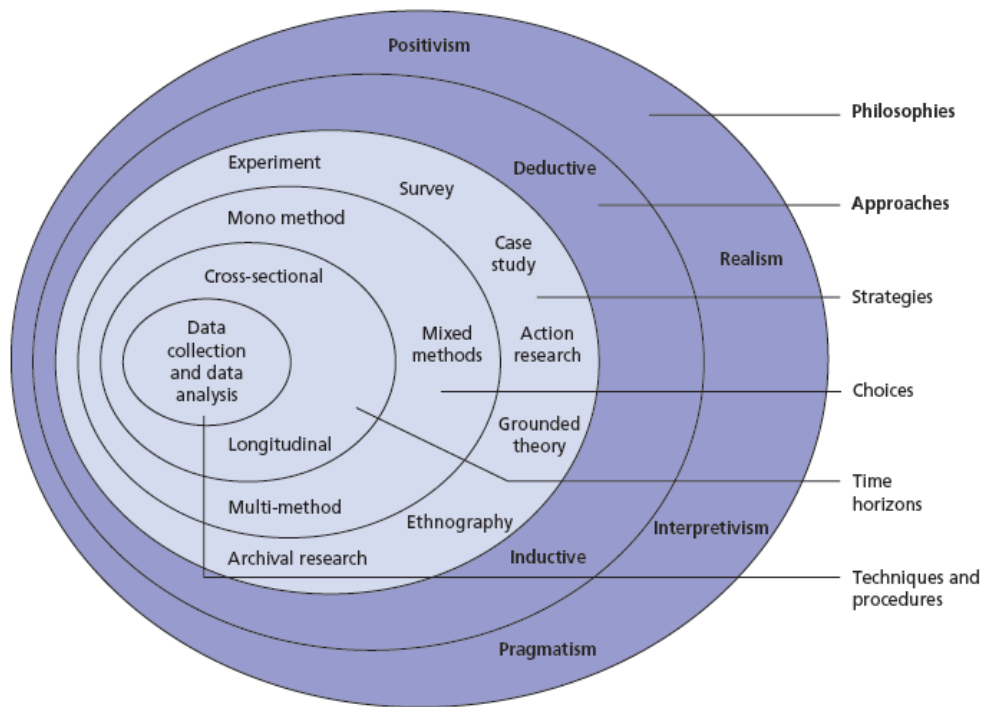 Positivism
Philosophies
Experiment
Deductive
Survey
Approaches
Mono method
Case
study
Realism
Cross-sectional
Strategies
Data
collection
and data
analysis
Mixed
methods
Action
research
Choices
Grounded
theory
Longitudinal
Time
horizons
Multi-method
Ethnography
Interpretivism
Archival research
Inductive
Techniques and
procedures
Pragmatism